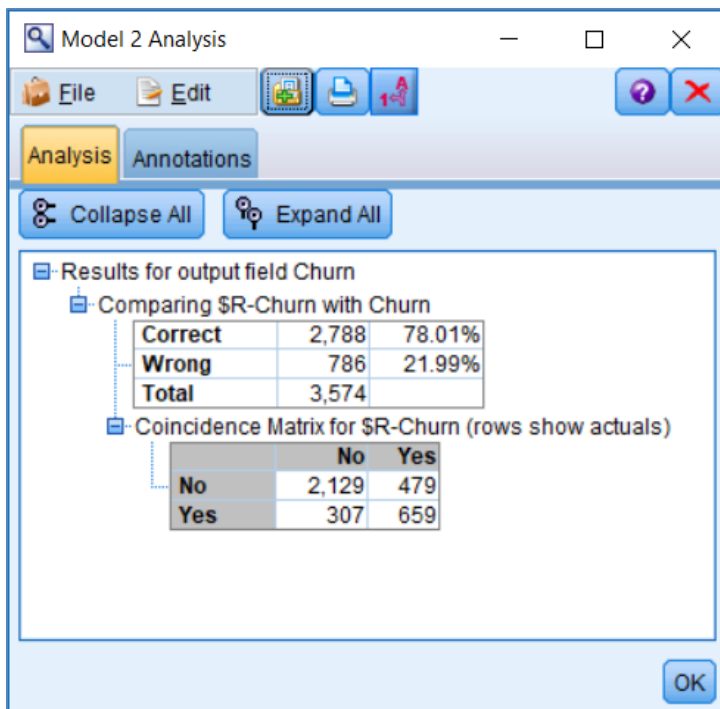 Model 2 Analysis
File Edit
Analysis Annotations
Collapse All Expand All
Results for output field Churn
Comparing $R-Churn with Churn
Correct 2,788 78.01%
Wrong 786 21.99%
Total 3,574
Coincidence Matrix for $R-Churn (rows show actuals)
No Yes
No 2,129 479
Yes 307 659
OK